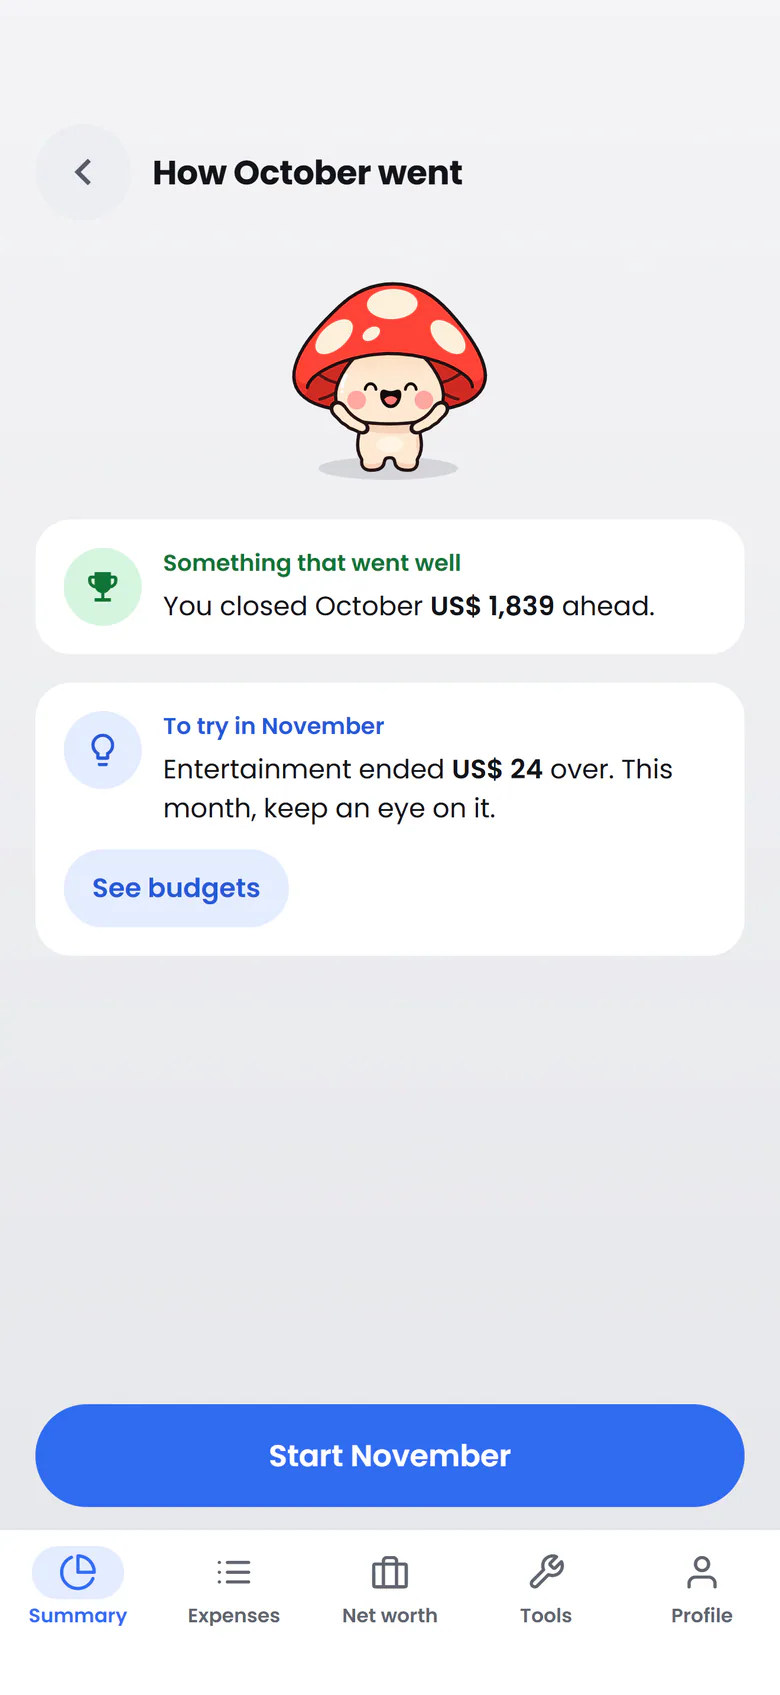 How October went
Something that went well
You closed October US$ 1,839 ahead.
To try in November
Entertainment ended US$ 24 over. This
month, keep an eye on it.
See budgets
Start November
Summary
Expenses
Net worth
Tools
Profile